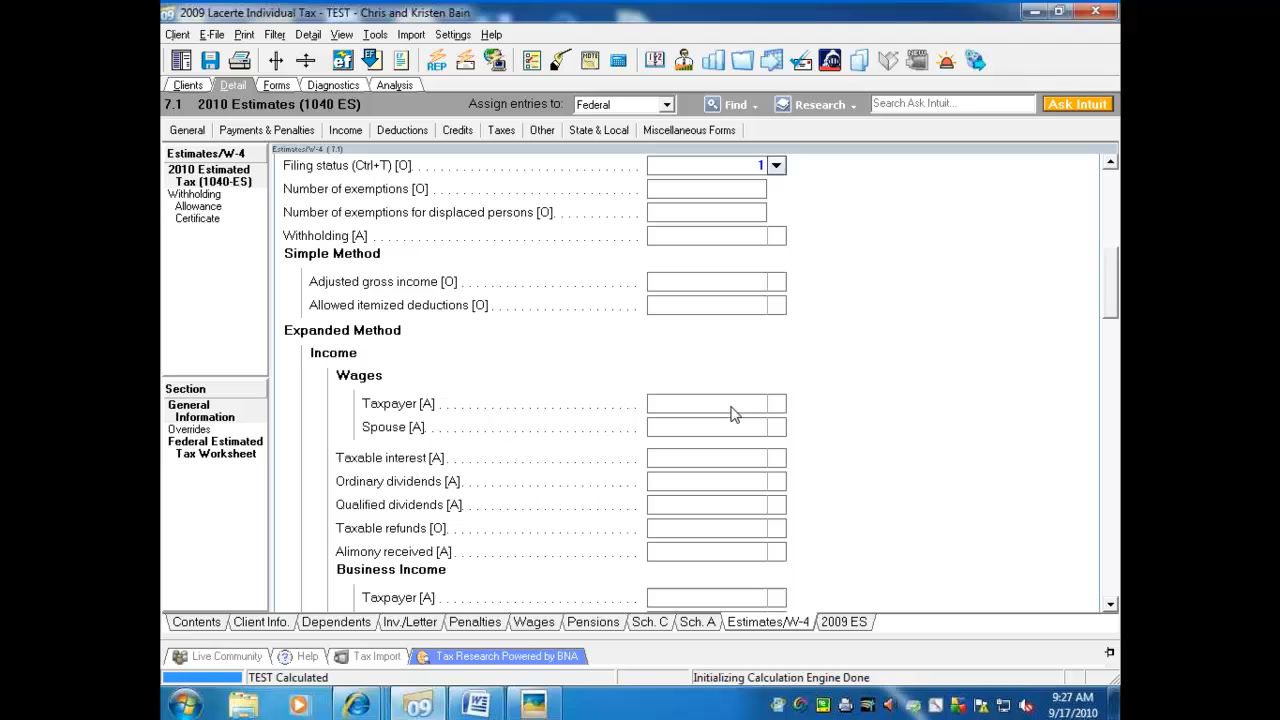 2009 Lacerte Individual Tax - TEST - Chris and Kristen Bain
Client E-File Print Filter Detail View Tools Import Settings Help
REP
Clients Detail Forms Diagnostics Analysis
7.1 2010 Estimates (1040 ES) Assign entries to: Federal Find Research Search Ask Intuit... Ask Intuit
General Payments & Penalties Income Deductions Credits Taxes Other State & Local Miscellaneous Forms
Estimates/W-4
2010 Estimated
Tax (1040-ES)
Withholding
Allowance
Certificate
Section
General
Information
Overrides
Federal Estimated
Tax Worksheet
Estimates/W-4 (7.1)
Filing status (Ctrl+T) [O] 1
Number of exemptions [O]
Number of exemptions for displaced persons [O]
Withholding [A]
Simple Method
Adjusted gross income [O]
Allowed itemized deductions [O]
Expanded Method
Income
Wages
Taxpayer [A]
Spouse [A]
Taxable interest [A]
Ordinary dividends [A]
Qualified dividends [A]
Taxable refunds [O]
Alimony received [A]
Business Income
Taxpayer [A]
Contents Client Info. Dependents Inv./Letter Penalties Wages Pensions Sch. C Sch. A Estimates/W-4 2009 ES
Live Community Help Tax Import Tax Research Powered by BNA
TEST Calculated Initializing Calculation Engine Done
09
9:27 AM
9/17/2010